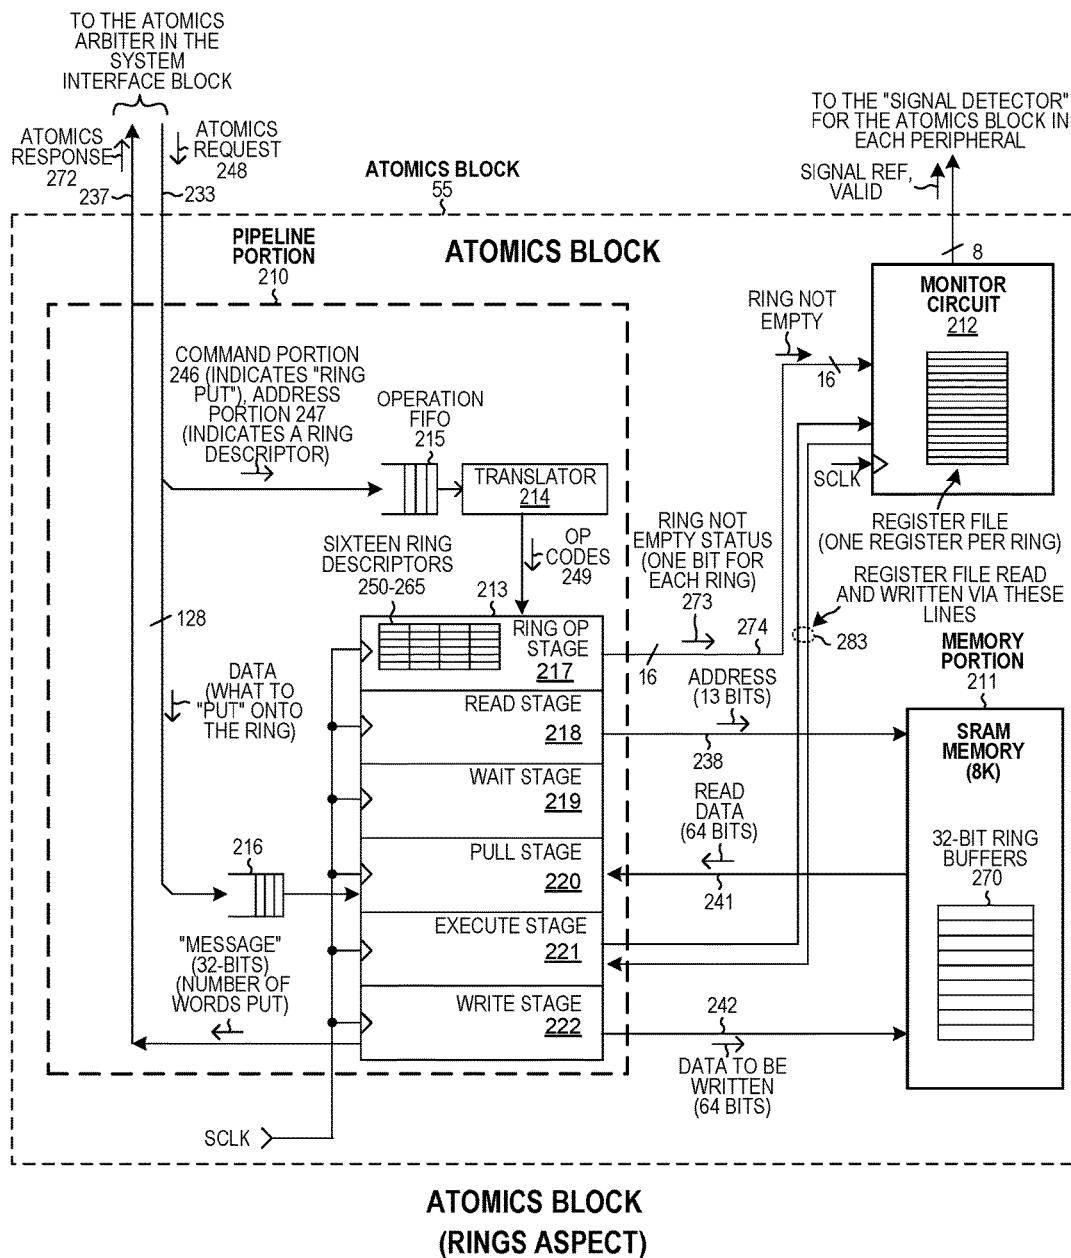 TO THE ATOMICS
ARBITER IN THE
SYSTEM
INTERFACE BLOCK
ATOMICS
RESPONSE
272
237
ATOMICS
REQUEST
248
233
ATOMICS BLOCK
55
TO THE "SIGNAL DETECTOR"
FOR THE ATOMICS BLOCK IN
EACH PERIPHERAL
SIGNAL REF,
VALID
8
PIPELINE
PORTION
210
ATOMICS BLOCK
MONITOR
CIRCUIT
212
RING NOT
EMPTY
16
SCLK
REGISTER FILE
(ONE REGISTER PER RING)
REGISTER FILE READ
AND WRITTEN VIA THESE
LINES
283
COMMAND PORTION
246 (INDICATES "RING
PUT"), ADDRESS
PORTION 247
(INDICATES A RING
DESCRIPTOR)
OPERATION
FIFO
215
TRANSLATOR
214
OP
CODES
249
SIXTEEN RING
DESCRIPTORS
250-265
213
RING NOT
EMPTY STATUS
(ONE BIT FOR
EACH RING)
273
274
16
128
DATA
(WHAT TO
"PUT" ONTO
THE RING)
RING OP
STAGE
217
READ STAGE
218
WAIT STAGE
219
PULL STAGE
220
EXECUTE STAGE
221
WRITE STAGE
222
ADDRESS
(13 BITS)
238
READ
DATA
(64 BITS)
241
242
DATA TO BE
WRITTEN
(64 BITS)
MEMORY
PORTION
211
SRAM
MEMORY
(8K)
32-BIT RING
BUFFERS
270
216
"MESSAGE"
(32-BITS)
(NUMBER OF
WORDS PUT)
SCLK
ATOMICS BLOCK
(RINGS ASPECT)